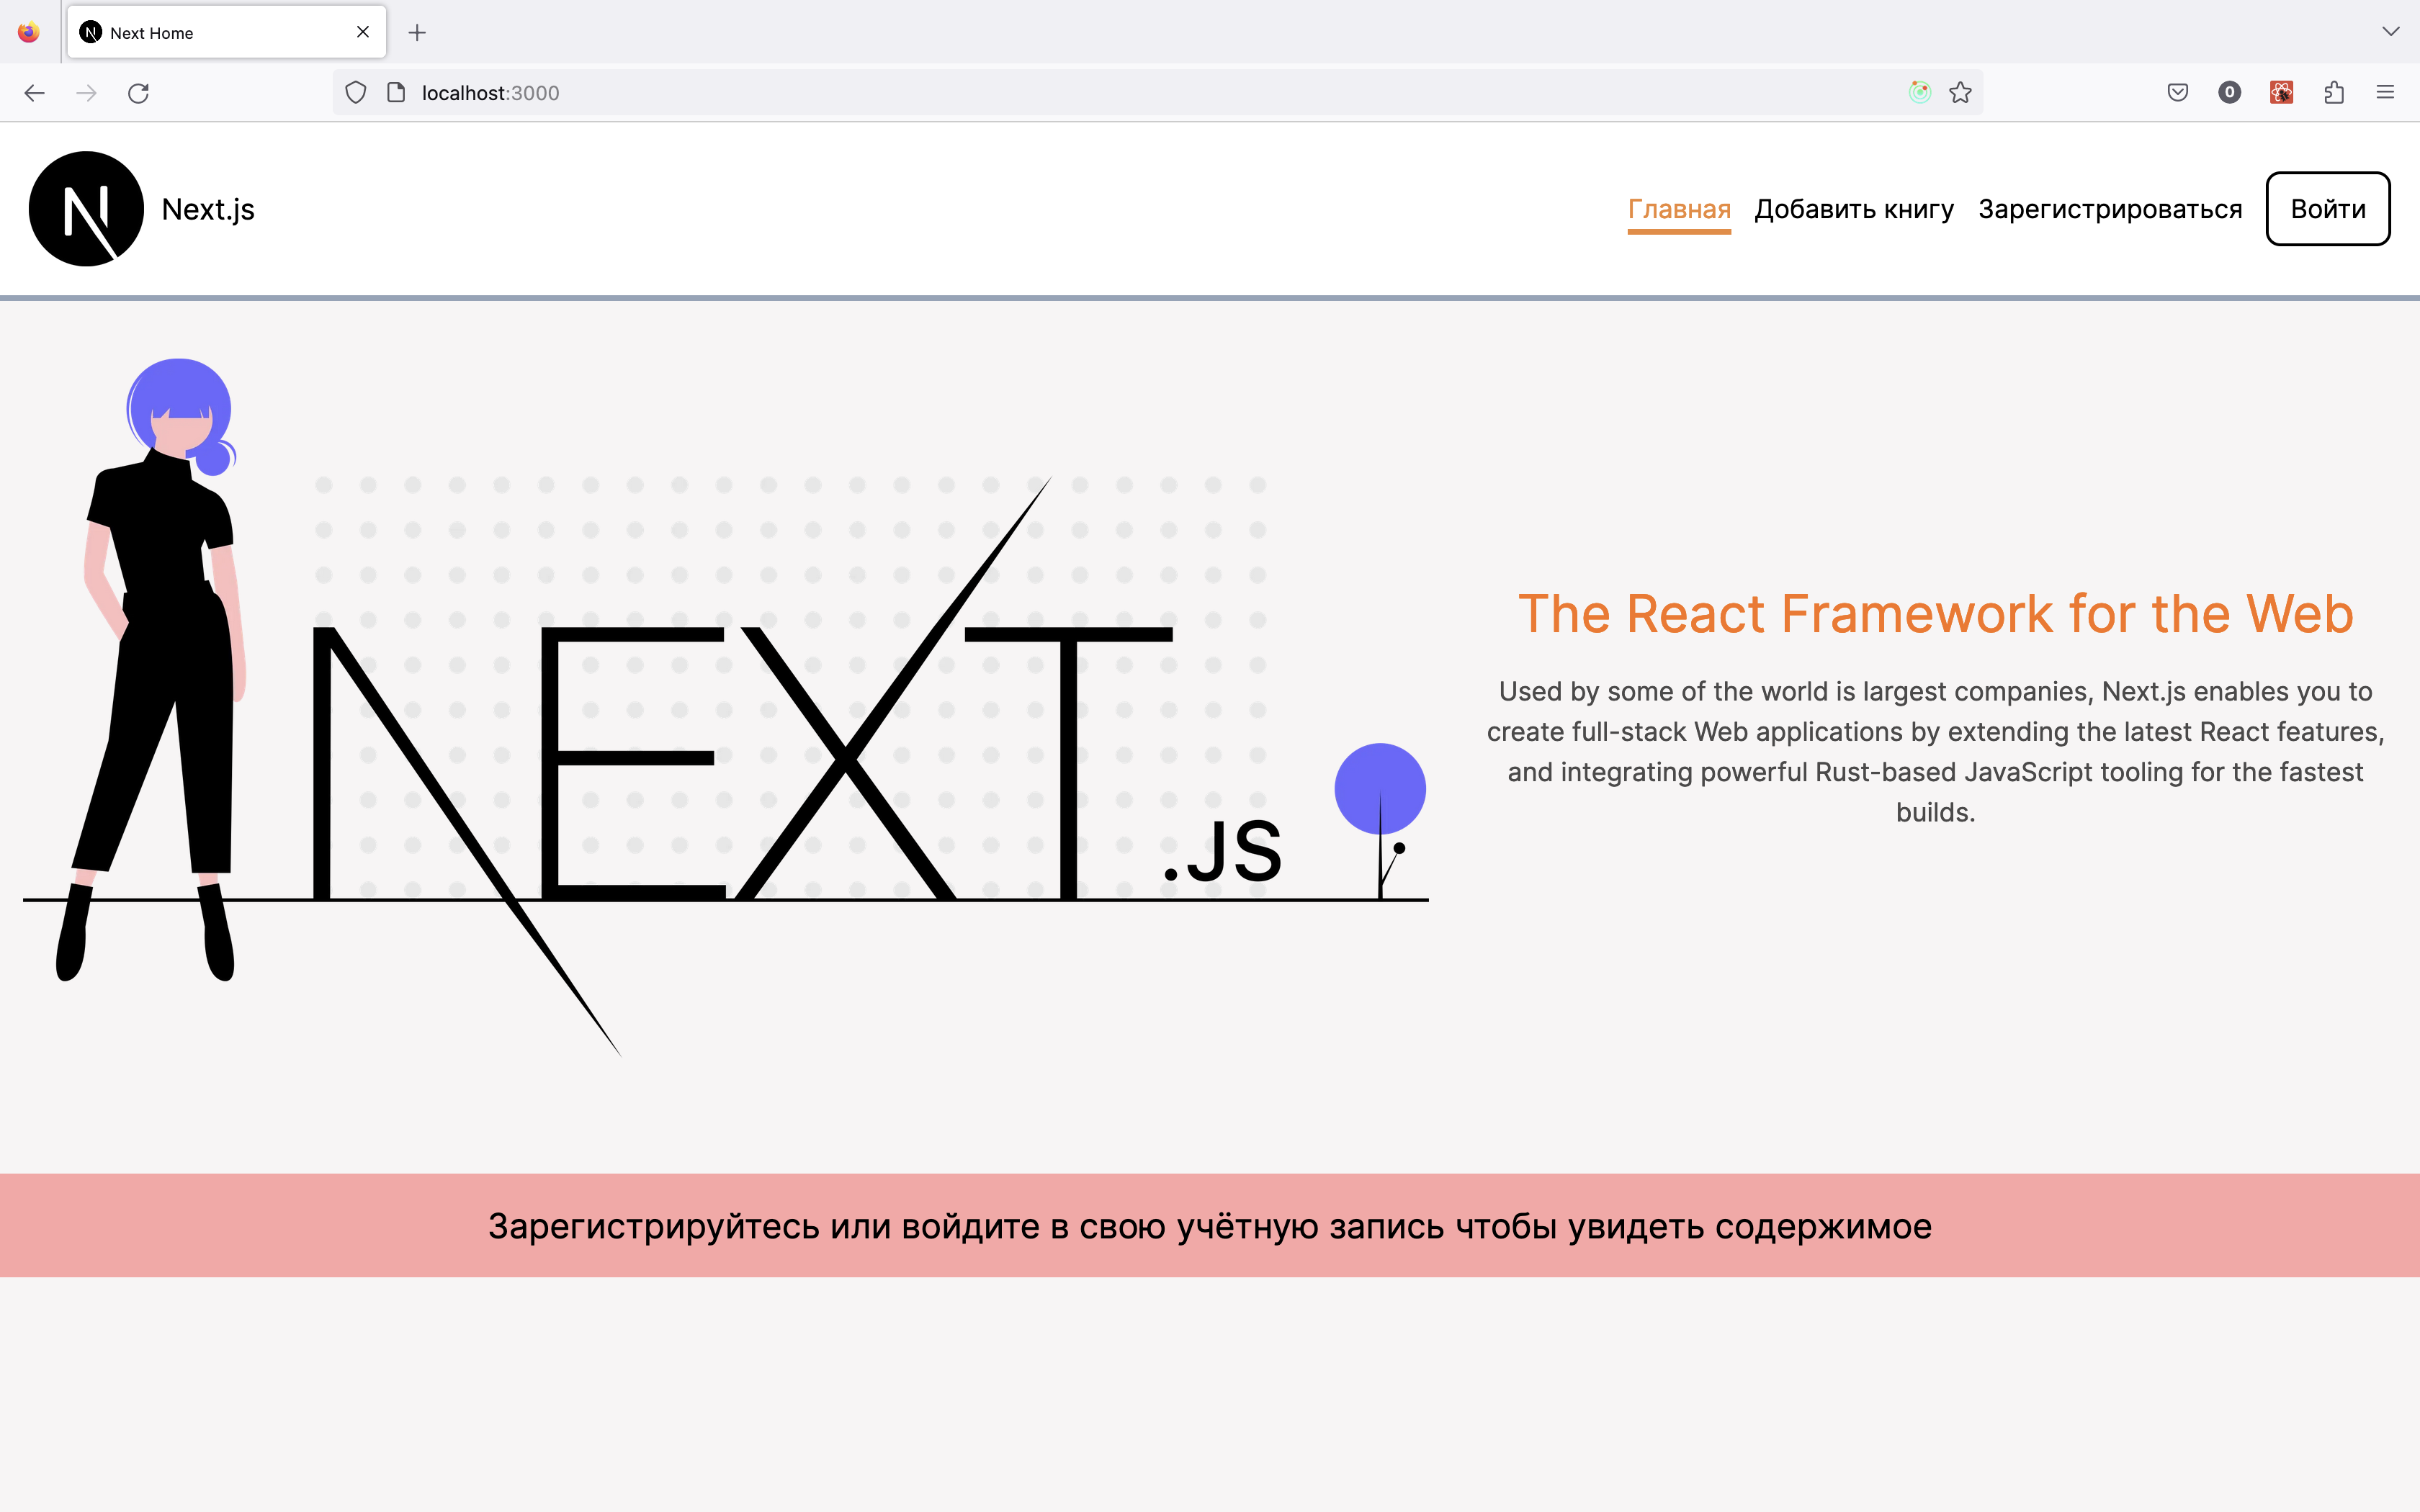 Next Home
localhost:3000
0
Next.js
Главная Добавить книгу Зарегистрироваться Войти
NEXT
.JS
The React Framework for the Web
Used by some of the world is largest companies, Next.js enables you to
create full-stack Web applications by extending the latest React features,
and integrating powerful Rust-based JavaScript tooling for the fastest
builds.
Зарегистрируйтесь или войдите в свою учётную запись чтобы увидеть содержимое